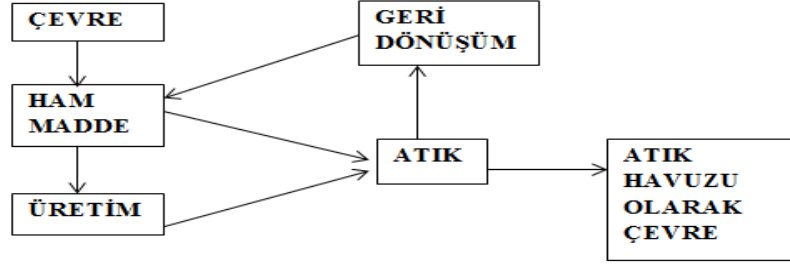 ÇEVRE
GERİ
DÖNÜŞÜM
HAM
MADDE
ATIK
ATIK
HAVUZU
OLARAK
ÇEVRE
ÜRETİM